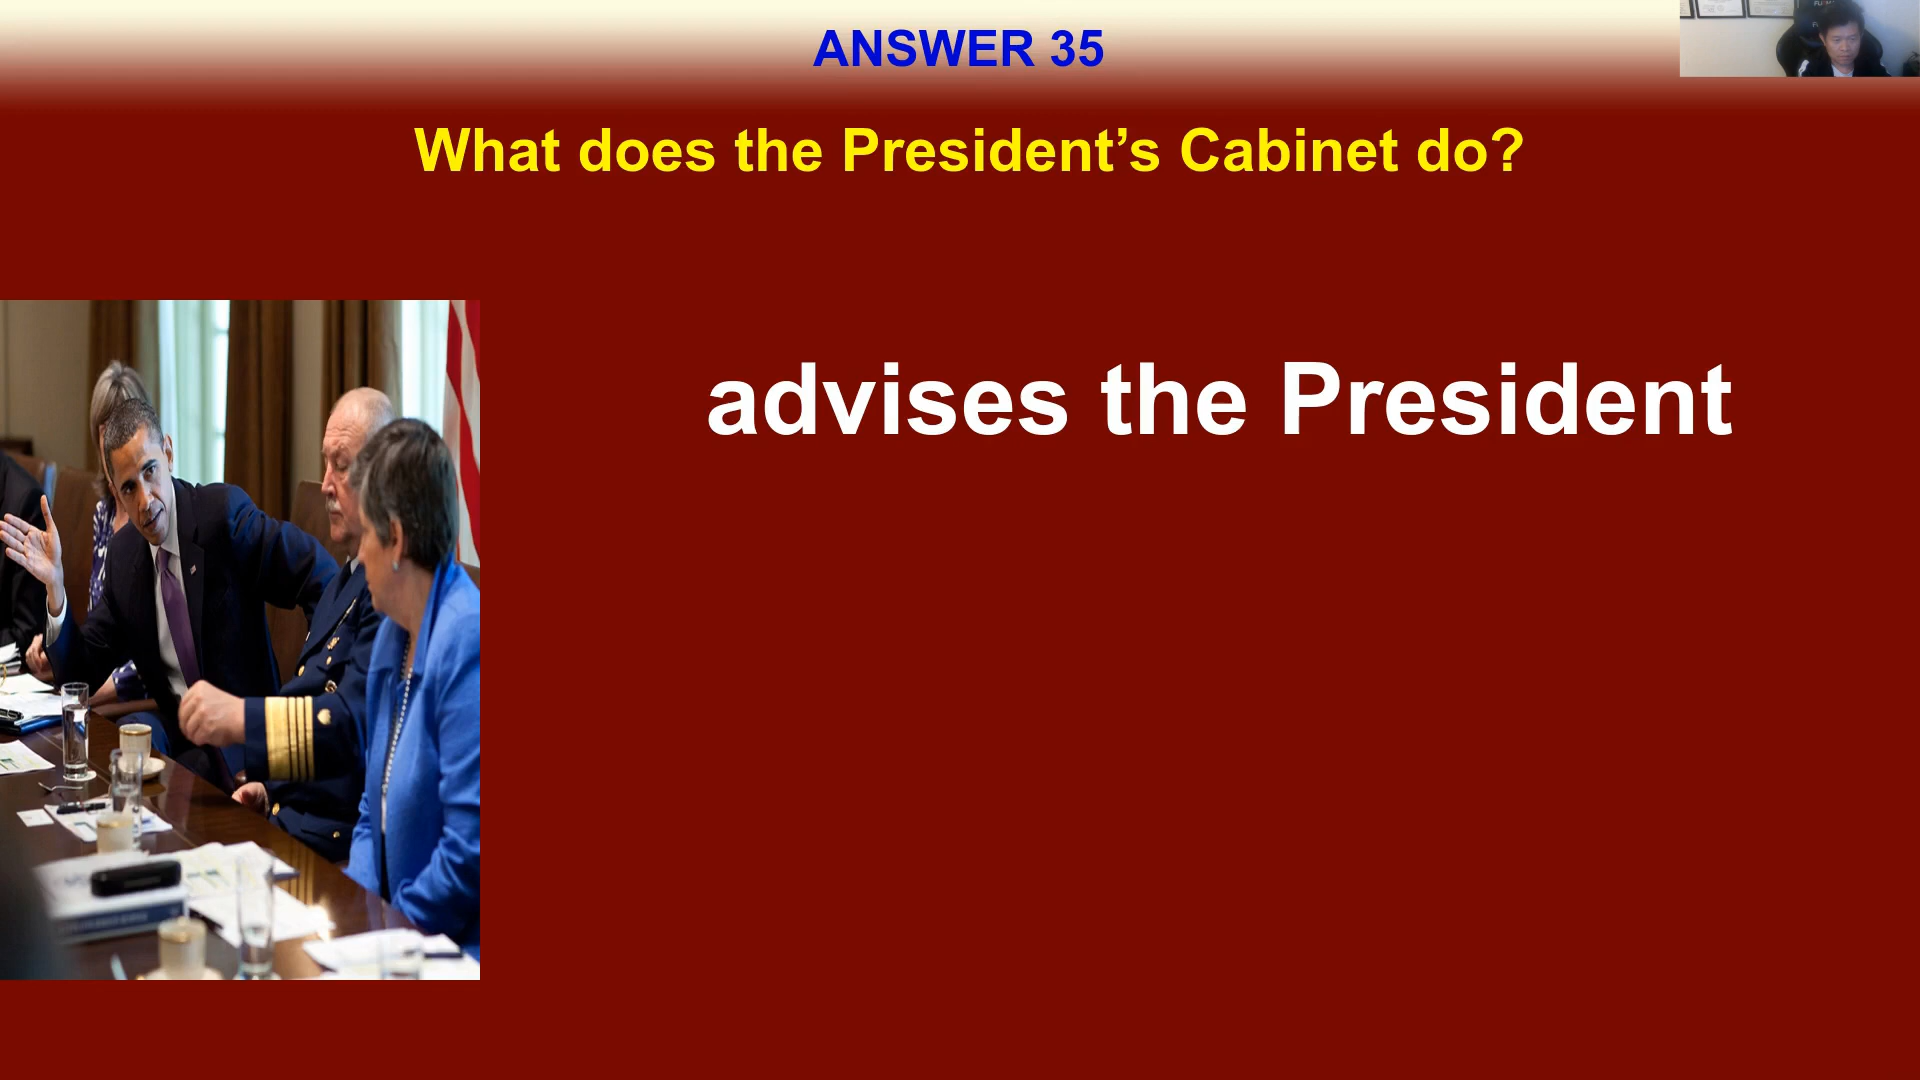 ANSWER 35
What does the President’s Cabinet do?
advises the President